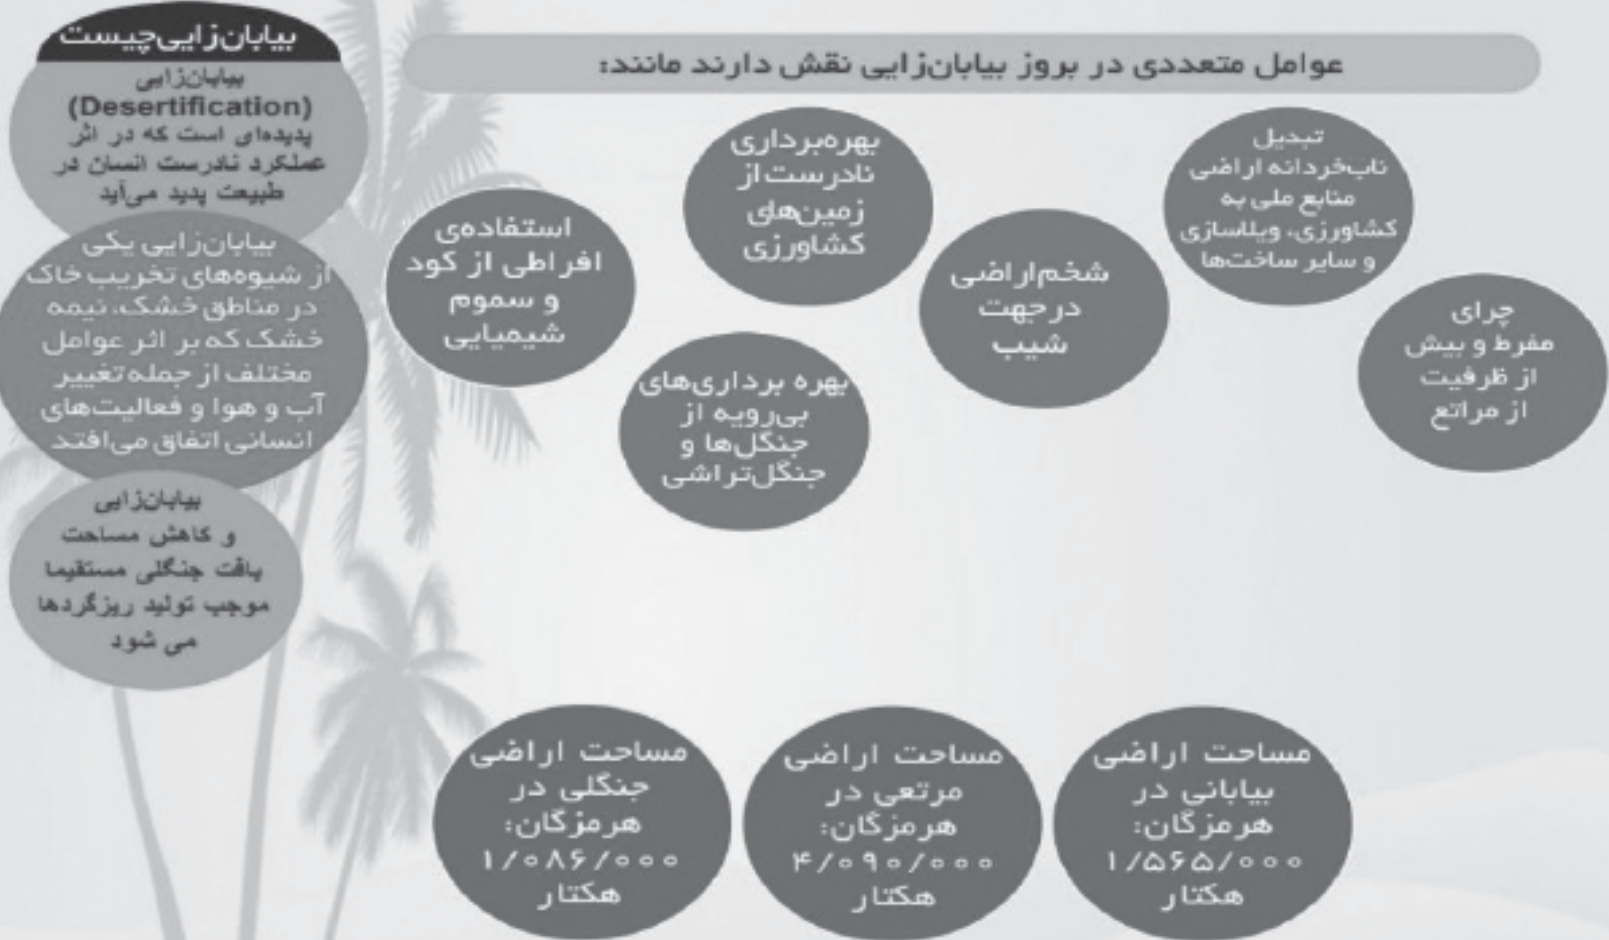 بیابان‌زایی‌چیست
بیابان‌زایی
(Desertification)
پدیده‌ای است که در اثر
عملکرد نادرست انسان در
طبیعت پدید می‌آید
بیابان‌زایی یکی
از شیوه‌های تخریب خاک
در مناطق خشک، نیمه
خشک که بر اثر عوامل
مختلف از جمله تغییر
آب و هوا و فعالیت‌های
انسانی اتفاق می‌افتد
بیابان‌زایی
و کاهش مساحت
بافت جنگلی مستقیما
موجب تولید ریزگردها
می شود
عوامل متعددی در بروز بیابان‌زایی نقش دارند مانند:
تبدیل
نابخردانه اراضی
منابع ملی به
کشاورزی، ویلاسازی
و سایر ساخت‌ها
چرای
مفرط و بیش
از ظرفیت
از مراتع
شخم اراضی
در جهت
شیب
بهره‌برداری
نادرست از
زمین‌های
کشاورزی
بهره برداری‌های
بی‌رویه از
جنگل‌ها و
جنگل‌تراشی
استفاده‌ی
افراطی از کود
و سموم
شیمیایی
مساحت اراضی
بیابانی در
هرمزگان:
۱/۵۶۵/۰۰۰
هکتار
مساحت اراضی
مرتعی در
هرمزگان:
۴/۰۹۰/۰۰۰
هکتار
مساحت اراضی
جنگلی در
هرمزگان:
۱/۰۸۶/۰۰۰
هکتار